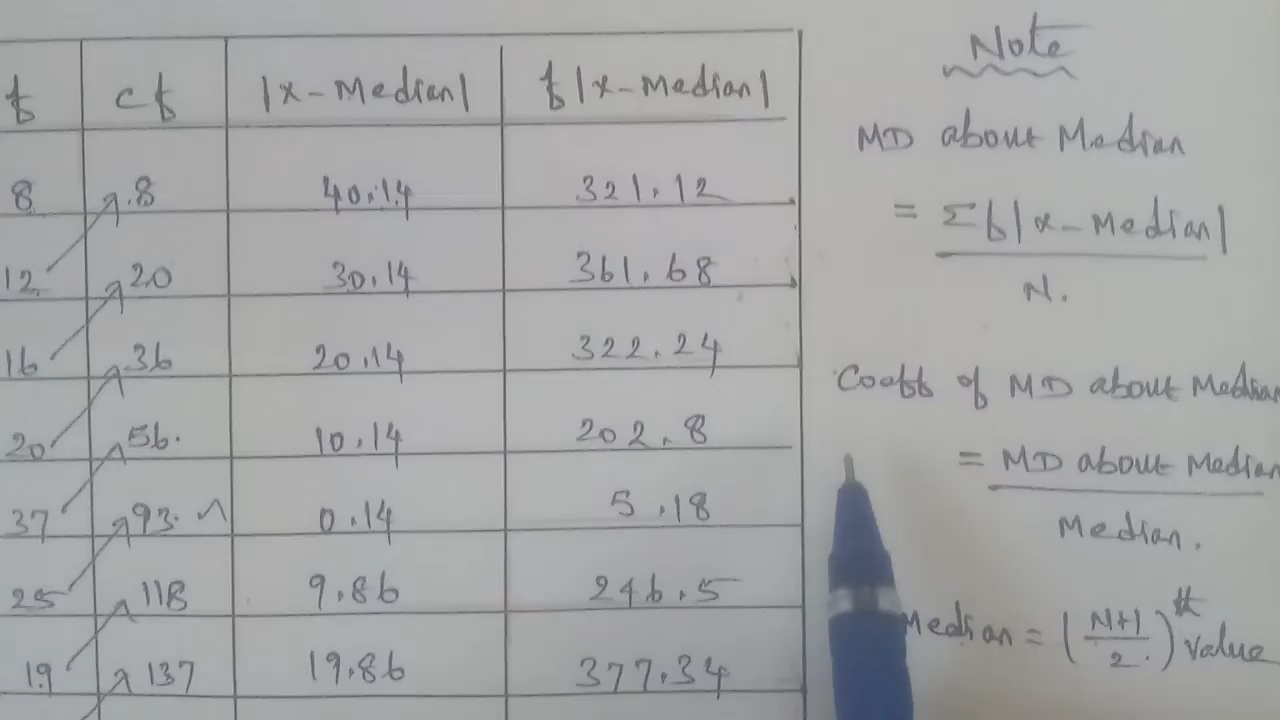 f cf |x-Median| f|x-Median|
8 8 40.14 321.12
12 20 30.14 361.68
16 36 20.14 322.24
20 56. 10.14 202.8
37 93. 0.14 5.18
25 118 9.86 246.5
19 137 19.86 377.34
Note
MD about Median
= Σf|x-Median|
N.
Coeff of MD about Median
= MD about Median
Median.
Median = (N+1
2.)th value